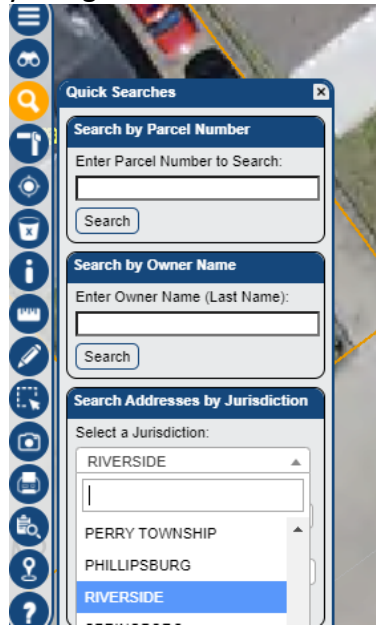 Quick Searches
Search by Parcel Number
Enter Parcel Number to Search:
Search
Search by Owner Name
Enter Owner Name (Last Name):
Search
Search Addresses by Jurisdiction
Select a Jurisdiction:
RIVERSIDE
PERRY TOWNSHIP
PHILLIPSBURG
RIVERSIDE